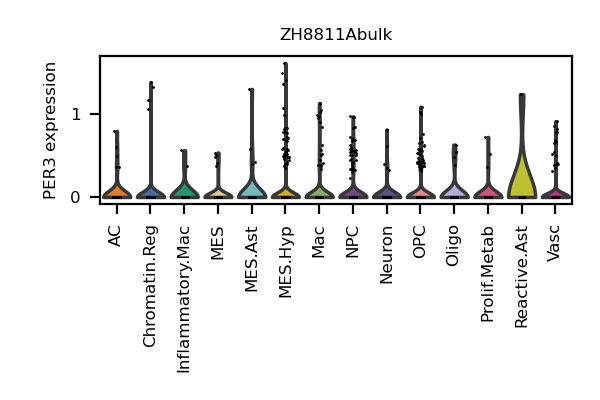 ZH8811Abulk
PER3 expression
1
0
AC
Chromatin.Reg
Inflammatory.Mac
MES
MES.Ast
MES.Hyp
Mac
NPC
Neuron
OPC
Oligo
Prolif.Metab
Reactive.Ast
Vasc